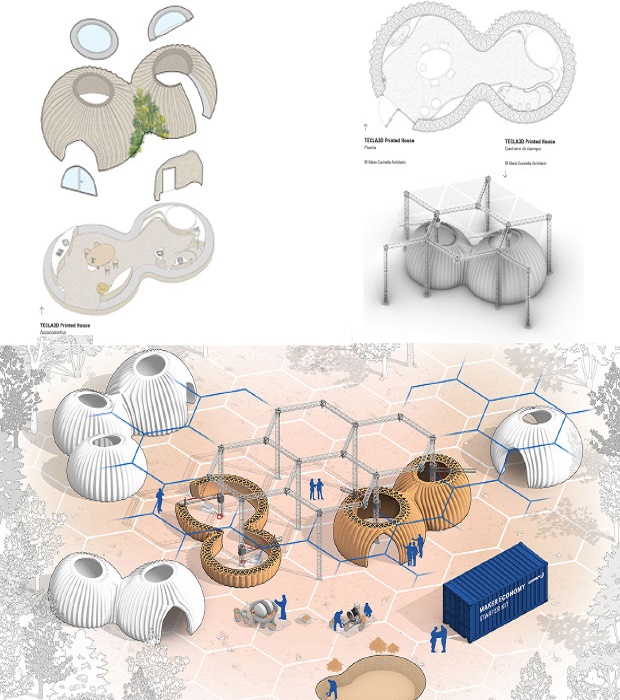 TECLA3D Printed House
Pianta
© Mario Cucinella Architects
TECLA3D Printed House
Cantiere di stampa
© Mario Cucinella Architects
TECLA3D Printed House
Assonometria
MAKER ECONOMY
STARTER KIT